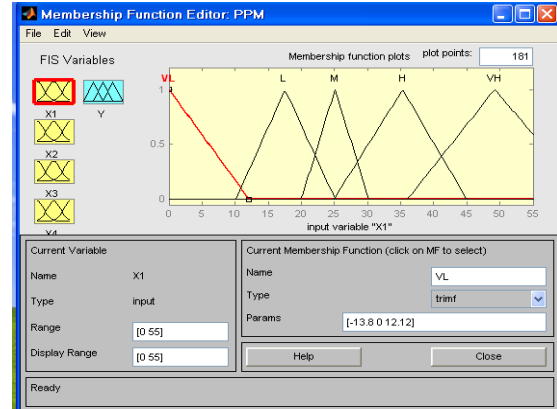 Membership Function Editor: PPM
File Edit View
FIS Variables
Membership function plots
plot points:
181
X1
Y
X2
X3
X4
VL
L
M
H
VH
1
0.5
0
0 5 10 15 20 25 30 35 40 45 50 55
input variable "X1"
Current Variable
Name X1
Type input
Range [0 55]
Display Range [0 55]
Current Membership Function (click on MF to select)
Name VL
Type trimf
Params [-13.8 0 12.12]
Help
Close
Ready